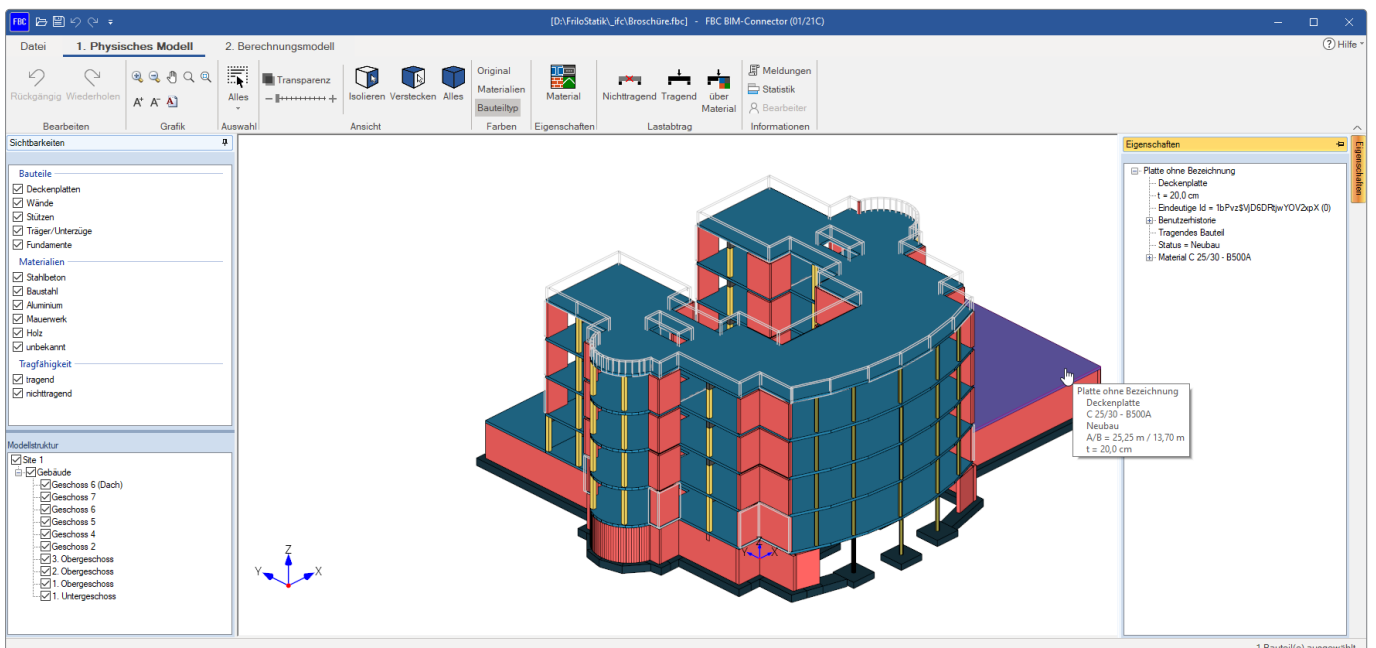 FBC
[D:\FriloStatik\_ifc\Broschüre.fbc] - FBC BIM-Connector (01/21C)
Datei 1. Physisches Modell 2. Berechnungsmodell
? Hilfe
Rückgängig Wiederholen
Bearbeiten
A+ A- A
Grafik
Alles
Auswahl
Transparenz
Isolieren Verstecken Alles
Ansicht
Original
Materialien
Bauteiltyp
Farben
Material
Eigenschaften
Nichttragend Tragend über Material
Lastabtrag
Meldungen
Statistik
Bearbeiter
Informationen
Sichtbarkeiten
Bauteile
Deckenplatten
Wände
Stützen
Träger/Unterzüge
Fundamente
Materialien
Stahlbeton
Baustahl
Aluminium
Mauerwerk
Holz
unbekannt
Tragfähigkeit
tragend
nichttragend
Modellstruktur
Site 1
Gebäude
Geschoss 6 (Dach)
Geschoss 7
Geschoss 6
Geschoss 5
Geschoss 4
Geschoss 2
3. Obergeschoss
2. Obergeschoss
1. Obergeschoss
1. Untergeschoss
Z
Y X
Y Z X
Platte ohne Bezeichnung
Deckenplatte
C 25/30 - B500A
Neubau
A/B = 25,25 m / 13,70 m
t = 20,0 cm
Eigenschaften
Platte ohne Bezeichnung
Deckenplatte
t = 20,0 cm
Eindeutige Id = 1bPvz$VjD6DRtjwYOV2xpX (0)
Benutzerhistorie
Tragendes Bauteil
Status = Neubau
Material C 25/30 - B500A
Eigenschaften
1 Bauteil(e) ausgewählt